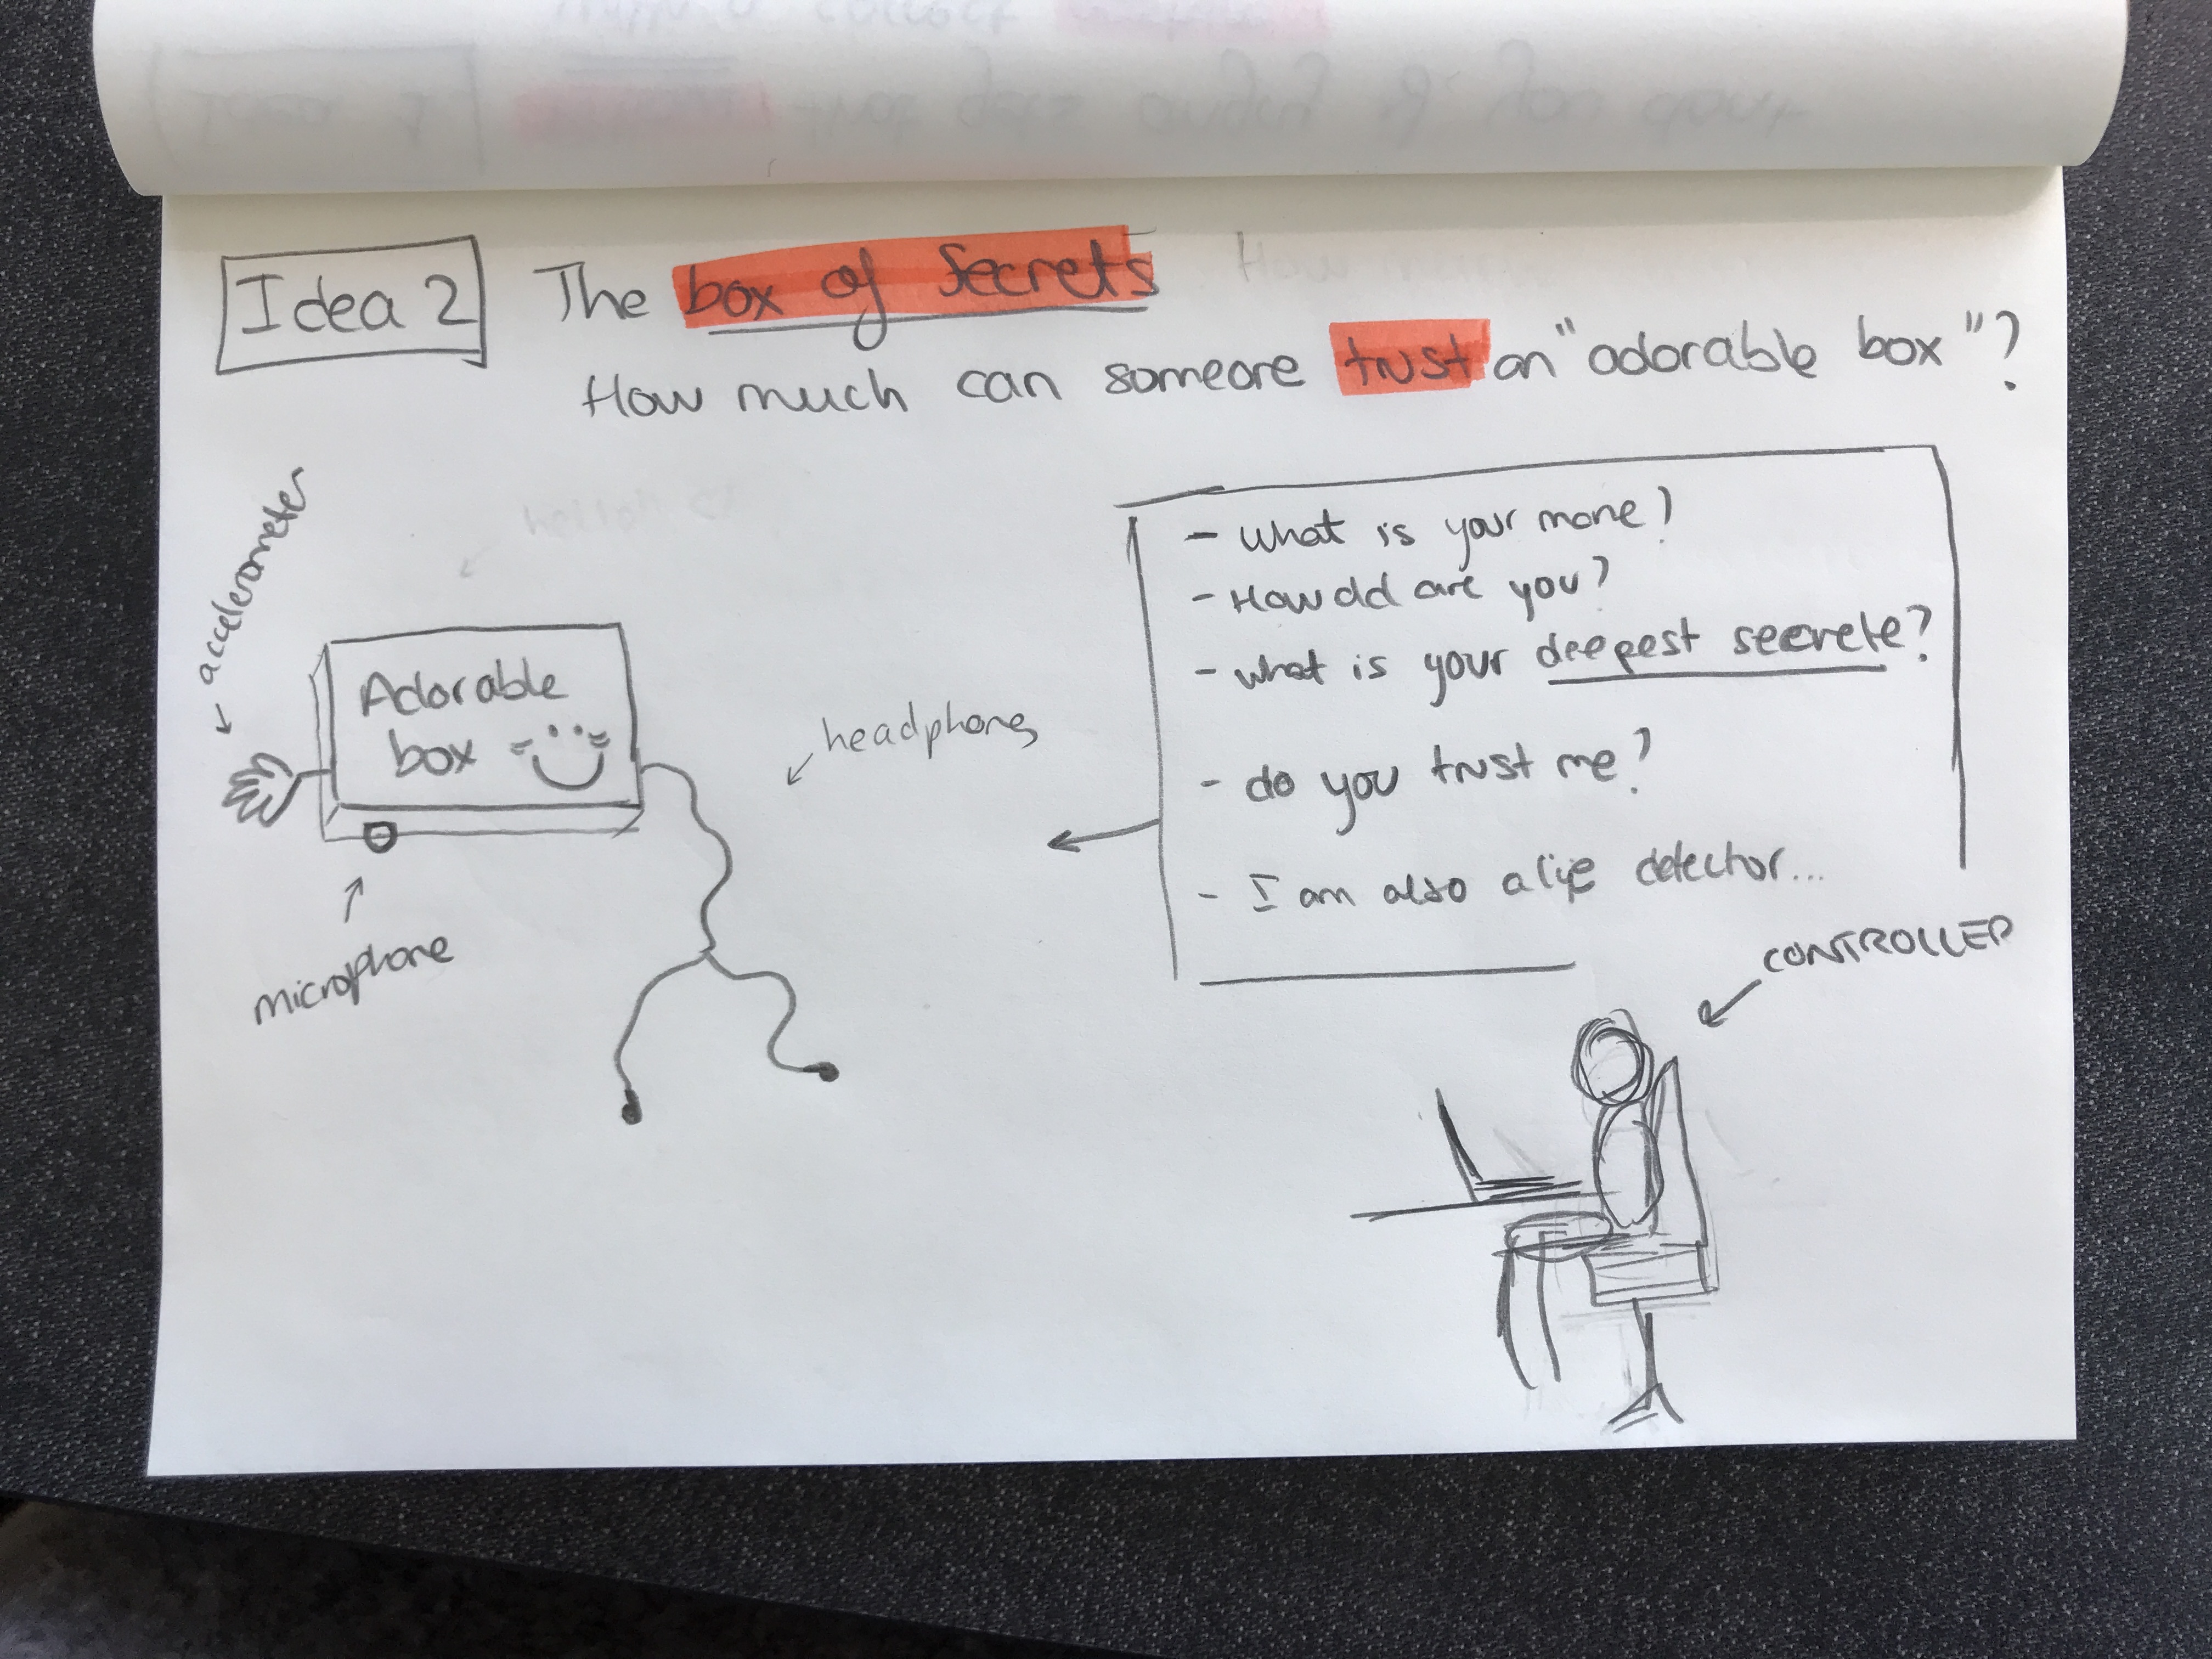 Idea 2 The box of secrets
How much can someone trust an "adorable box"?
accelerometer
Adorable
box
headphones
microphone
- What is your mane?
- How old are you?
- what is your deepest secrete?
- do you trust me?
- I am also a lie detector...
CONTROLLER